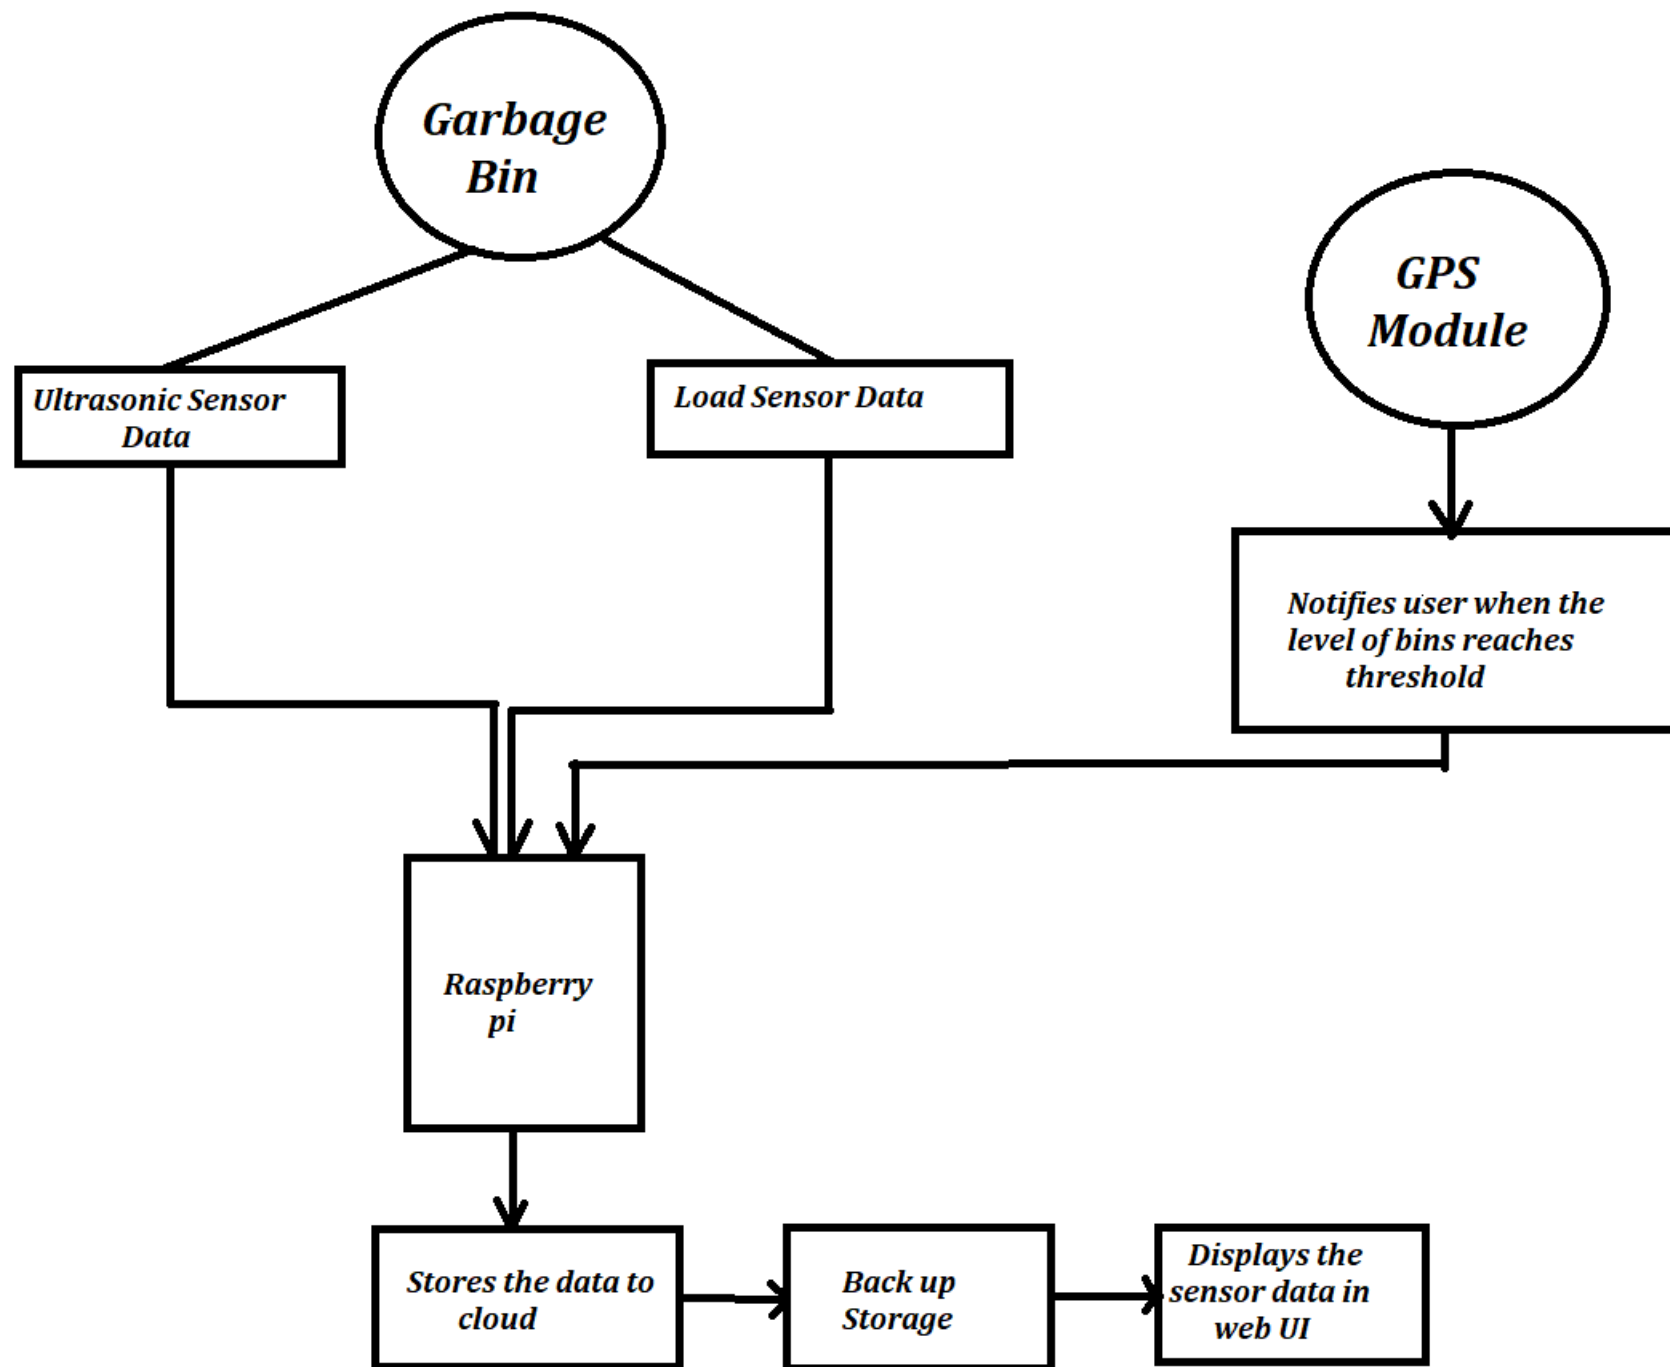 Garbage
Bin
GPS
Module
Ultrasonic Sensor
Data
Load Sensor Data
Notifies user when the
level of bins reaches
threshold
Raspberry
pi
Stores the data to
cloud
Back up
Storage
Displays the
sensor data in
web UI